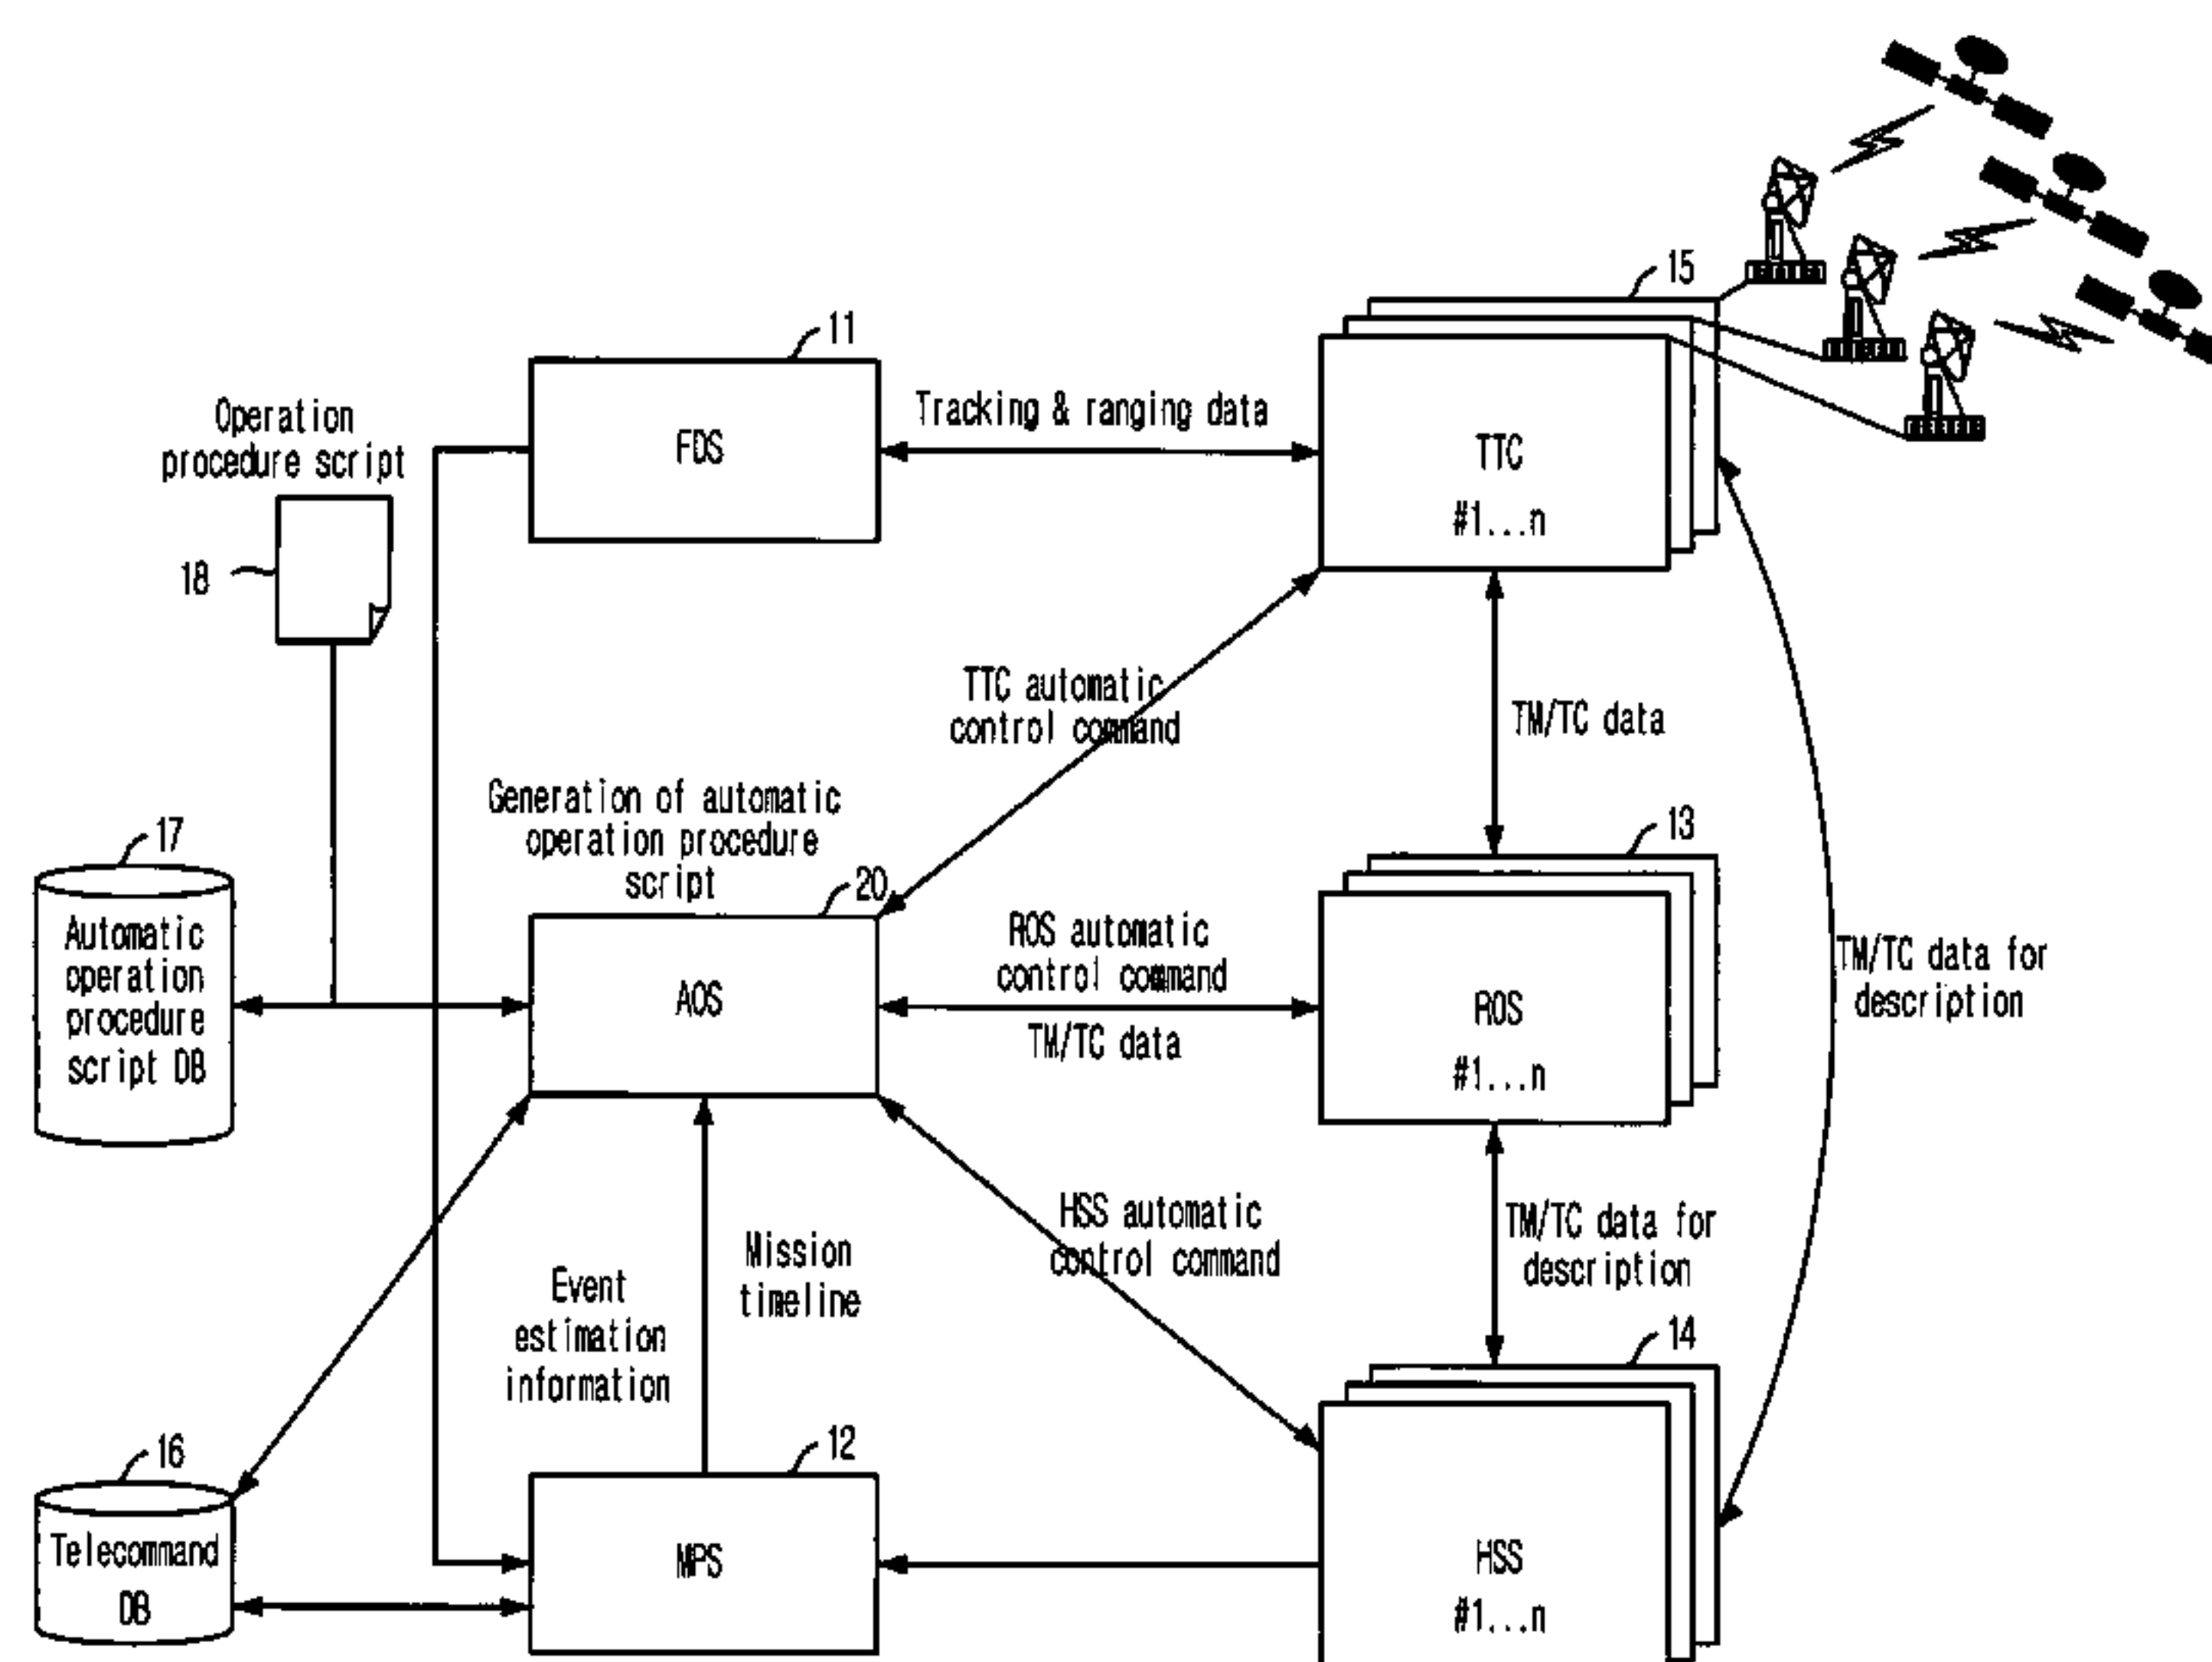 15
11
Operation
procedure script
FDS
Tracking & ranging data
TTC
#1...n
18
TTC automatic
control command
TM/TC data
Generation of automatic
operation procedure
script
17
20
13
Automatic
operation
procedure
script DB
AOS
ROS automatic
control command
TM/TC data
ROS
#1...n
TM/TC data for
description
HSS automatic
control command
TM/TC data for
description
Mission
timeline
Event
estimation
information
14
16
12
Telecommand
DB
MPS
HSS
#1...n